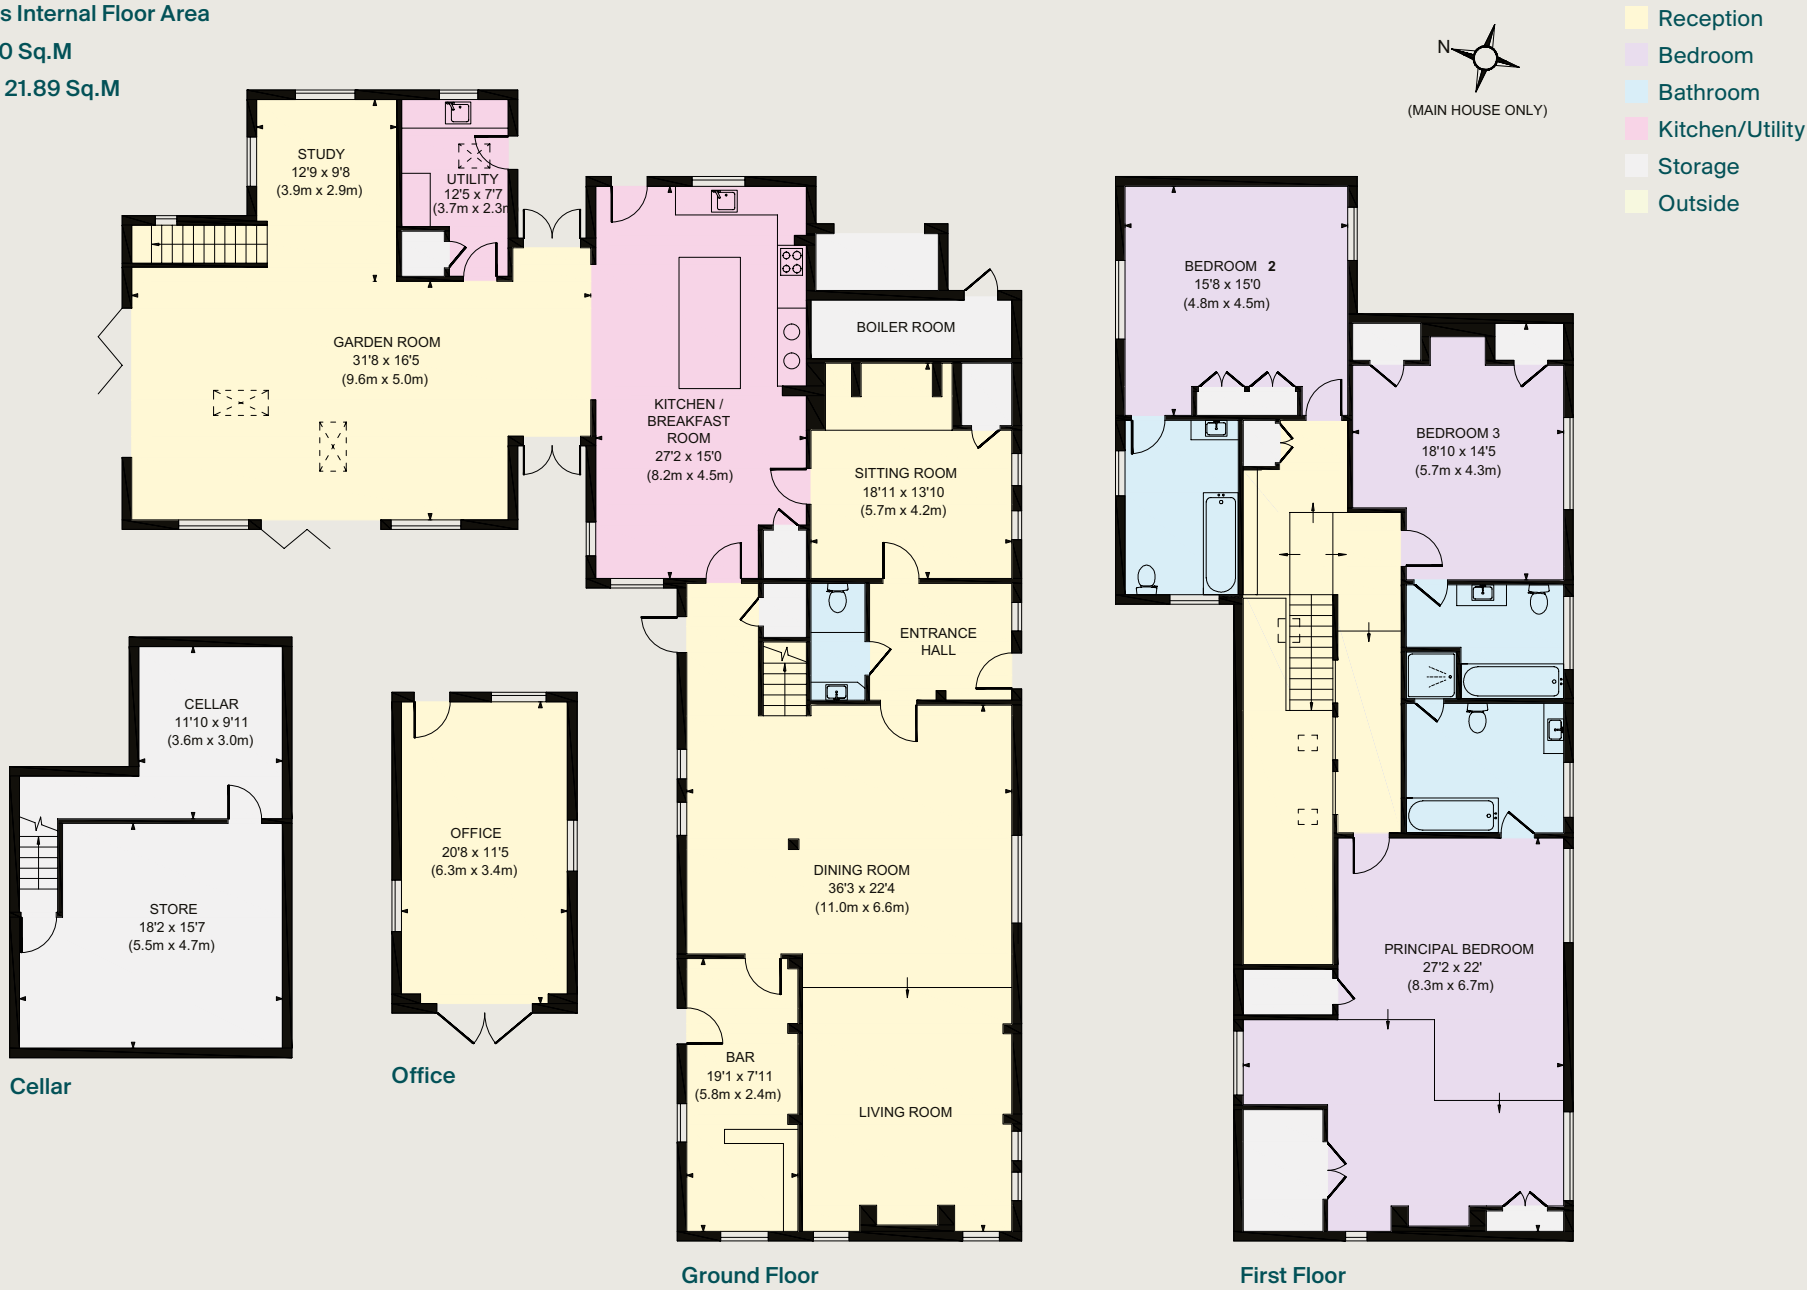 s Internal Floor Area
0 Sq.M
21.89 Sq.M
N
(MAIN HOUSE ONLY)
Reception
Bedroom
Bathroom
Kitchen/Utility
Storage
Outside
STUDY
12'9 x 9'8
(3.9m x 2.9m)
UTILITY
12'5 x 7'7
(3.7m x 2.3m
GARDEN ROOM
31'8 x 16'5
(9.6m x 5.0m)
KITCHEN /
BREAKFAST
ROOM
27'2 x 15'0
(8.2m x 4.5m)
BOILER ROOM
SITTING ROOM
18'11 x 13'10
(5.7m x 4.2m)
ENTRANCE
HALL
DINING ROOM
36'3 x 22'4
(11.0m x 6.6m)
BAR
19'1 x 7'11
(5.8m x 2.4m)
LIVING ROOM
Ground Floor
CELLAR
11'10 x 9'11
(3.6m x 3.0m)
STORE
18'2 x 15'7
(5.5m x 4.7m)
Cellar
OFFICE
20'8 x 11'5
(6.3m x 3.4m)
Office
BEDROOM 2
15'8 x 15'0
(4.8m x 4.5m)
BEDROOM 3
18'10 x 14'5
(5.7m x 4.3m)
PRINCIPAL BEDROOM
27'2 x 22'
(8.3m x 6.7m)
First Floor